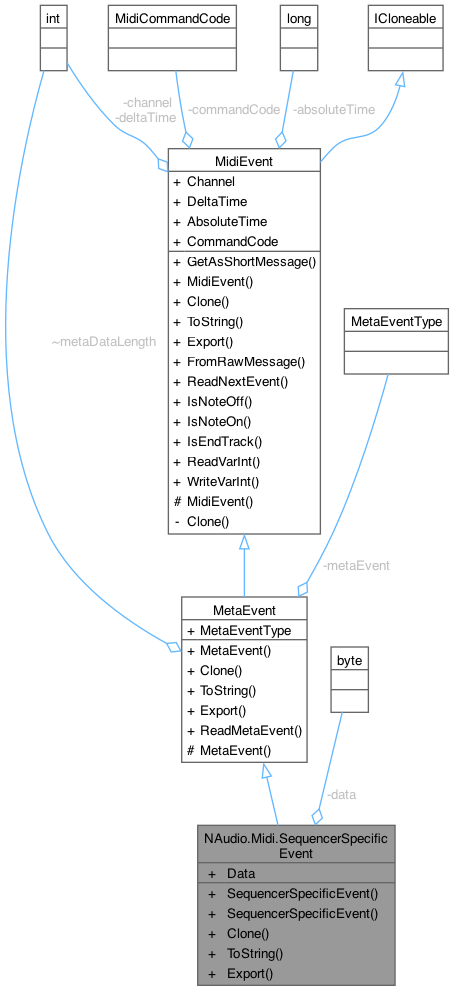 int
MidiCommandCode
long
ICloneable
-channel
-deltaTime
-commandCode
-absoluteTime
MidiEvent
+ Channel
+ DeltaTime
+ AbsoluteTime
+ CommandCode
+ GetAsShortMessage()
+ MidiEvent()
+ Clone()
+ ToString()
+ Export()
+ FromRawMessage()
+ ReadNextEvent()
+ IsNoteOff()
+ IsNoteOn()
+ IsEndTrack()
+ ReadVarInt()
+ WriteVarInt()
# MidiEvent()
- Clone()
~metaDataLength
MetaEventType
-metaEvent
MetaEvent
+ MetaEventType
+ MetaEvent()
+ Clone()
+ ToString()
+ Export()
+ ReadMetaEvent()
# MetaEvent()
byte
-data
NAudio.Midi.SequencerSpecific
Event
+ Data
+ SequencerSpecificEvent()
+ SequencerSpecificEvent()
+ Clone()
+ ToString()
+ Export()